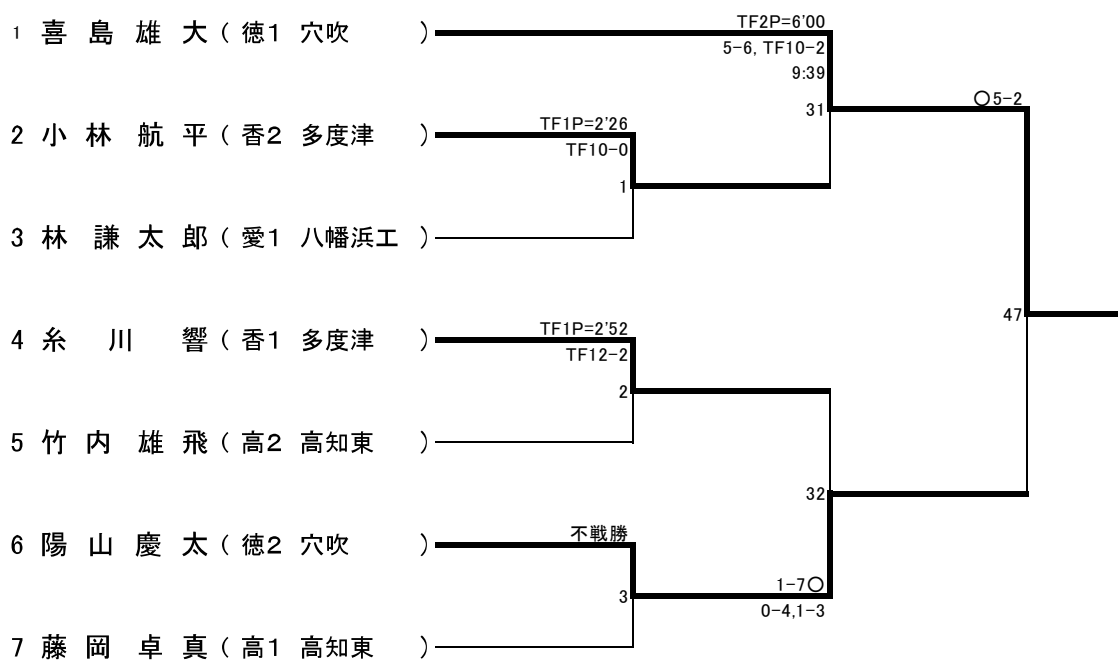 TF2P=6'00
1 喜島雄大 ( 徳1 穴吹 )
5-6, TF10-2
9:39
○5-2
31
TF1P=2'26
2 小林航平 ( 香2 多度津 )
TF10-0
1
3 林謙太郎 ( 愛1 八幡浜工 )
47
TF1P=2'52
4 糸川響 ( 香1 多度津 )
TF12-2
2
5 竹内雄飛 ( 高2 高知東 )
32
不戦勝
6 陽山慶太 ( 徳2 穴吹 )
1-7○
3
0-4,1-3
7 藤岡卓真 ( 高1 高知東 )